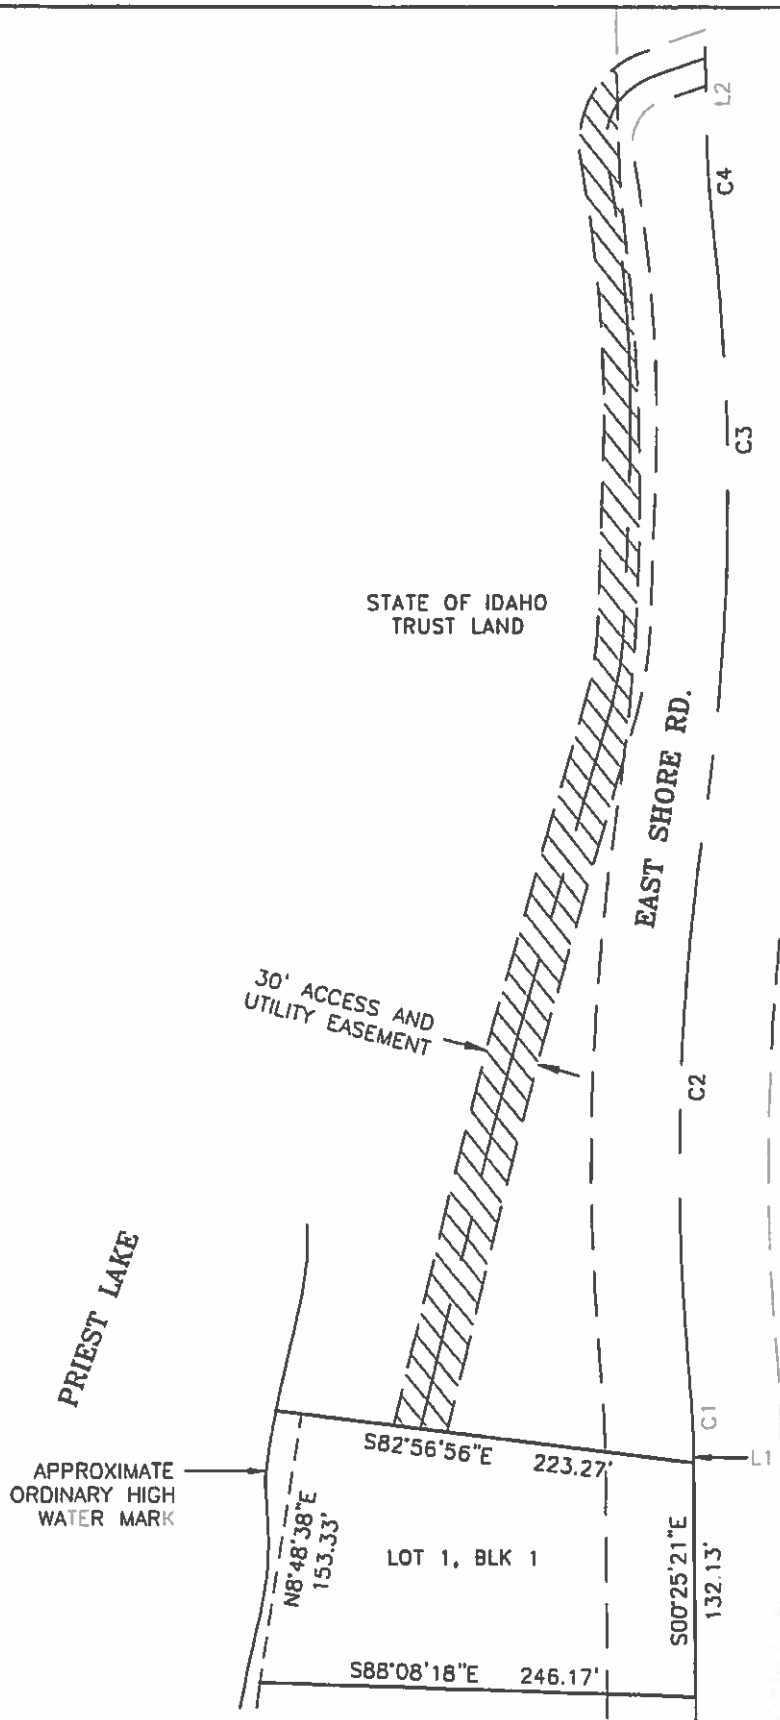 L2
C4
C3
STATE OF IDAHO
TRUST LAND
EAST SHORE RD.
30' ACCESS AND
UTILITY EASEMENT
C2
PRIEST LAKE
C1
L1
S82°56'56"E 223.27'
APPROXIMATE
ORDINARY HIGH
WATER MARK
N8°48'38"E
153.33'
LOT 1, BLK 1
S00°25'21"E
132.13'
S88°08'18"E 246.17'